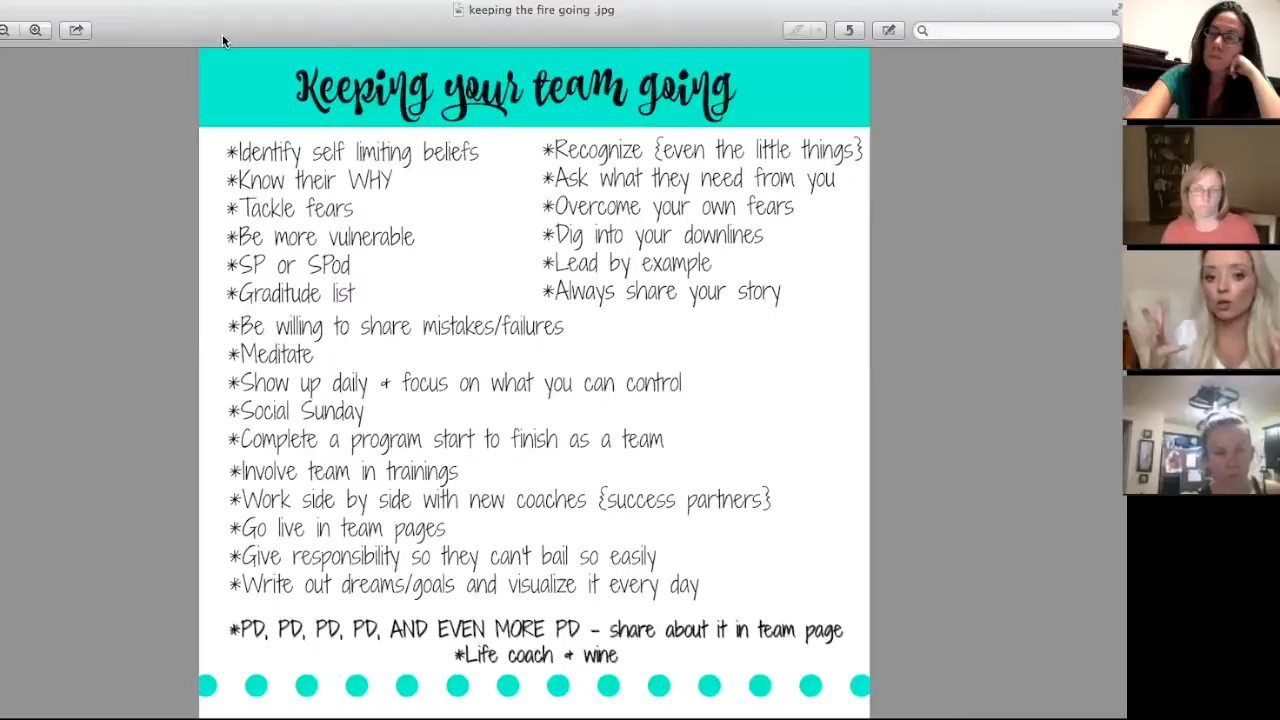 keeping the fire going .jpg
Keeping your team going
*Identify self limiting beliefs
*Know their WHY
*Tackle fears
*Be more vulnerable
*SP or SPod
*Graditude list
*Recognize {even the little things}
*Ask what they need from you
*Overcome your own fears
*Dig into your downlines
*Lead by example
*Always share your story
*Be willing to share mistakes/failures
*Meditate
*Show up daily & focus on what you can control
*Social Sunday
*Complete a program start to finish as a team
*Involve team in trainings
*Work side by side with new coaches {success partners}
*Go live in team pages
*Give responsibility so they can't bail so easily
*Write out dreams/goals and visualize it every day
*PD, PD, PD, PD, AND EVEN MORE PD - share about it in team page
*Life coach & wine